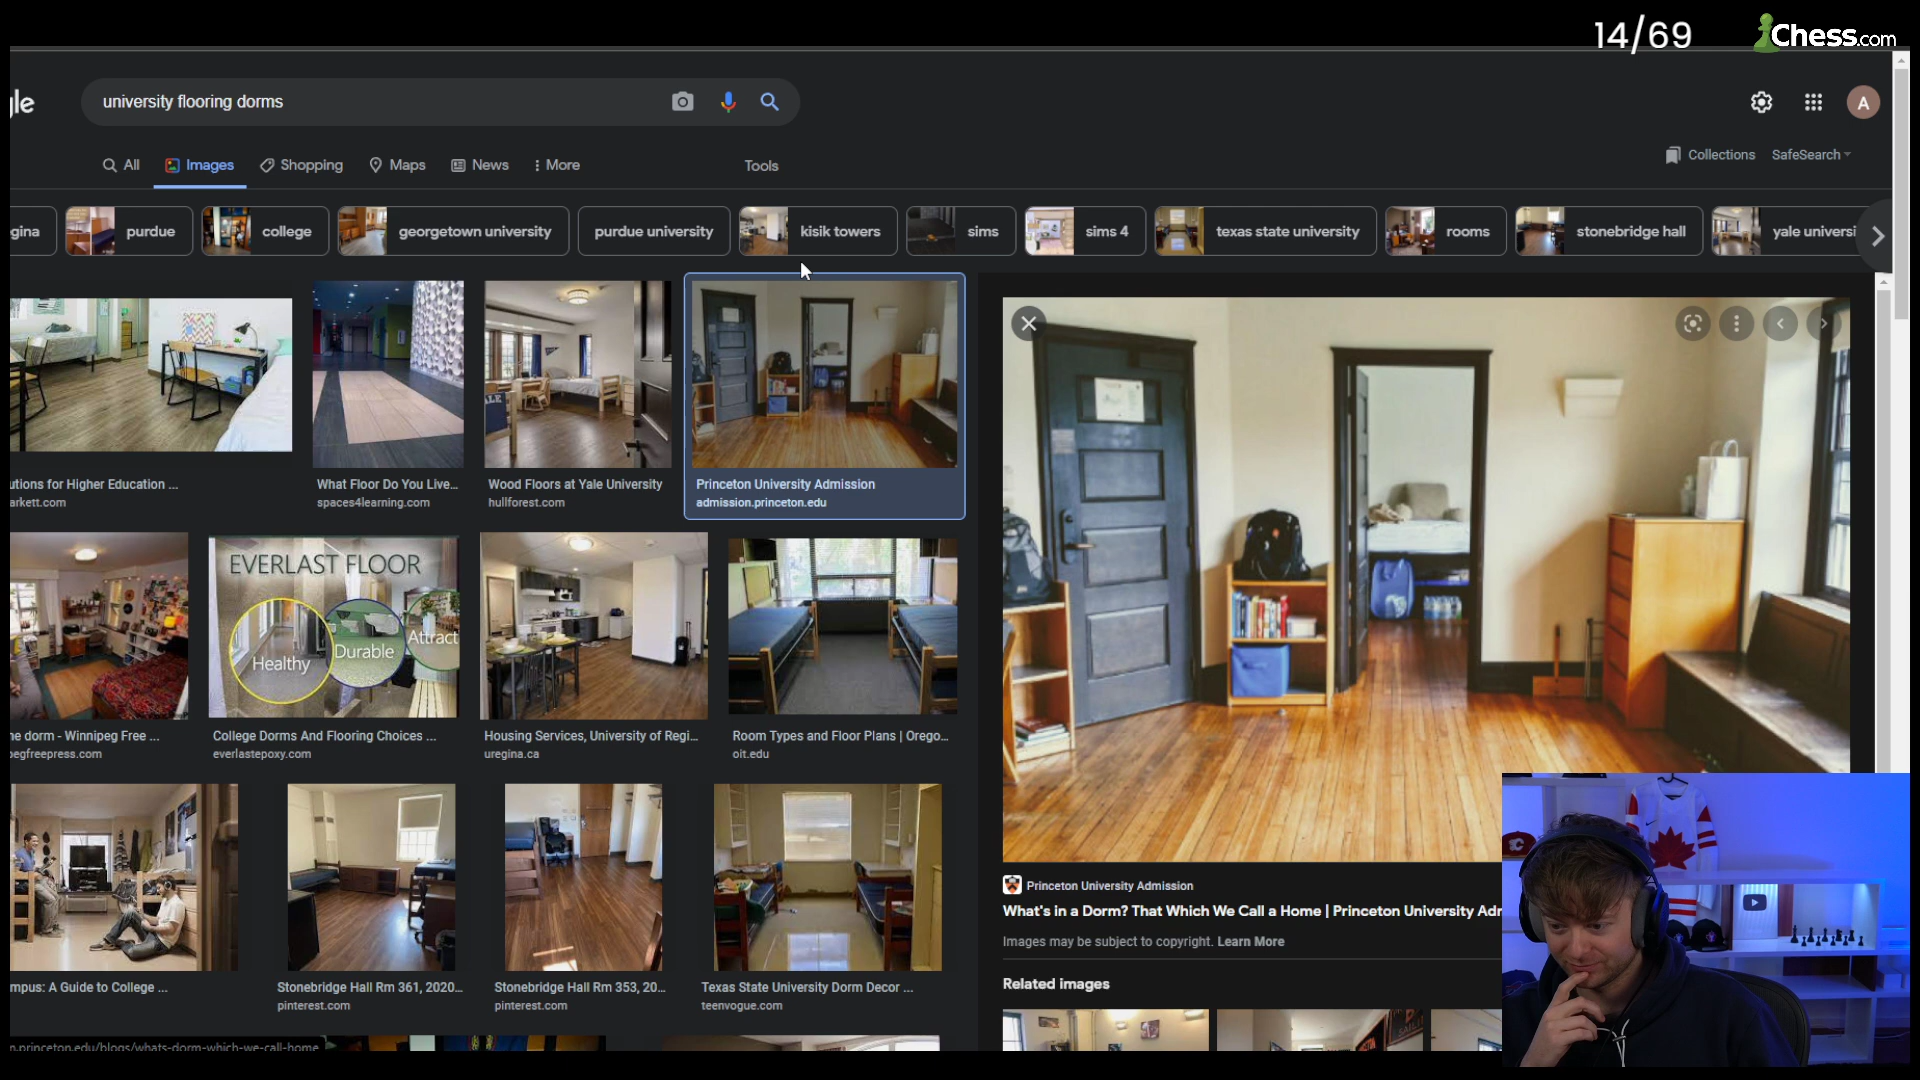 14/69
Chess.com
gle
university flooring dorms
A
All
Images
Shopping
Maps
News
More
Tools
Collections
SafeSearch
gina
purdue
college
georgetown university
purdue university
kisik towers
sims
sims 4
texas state university
rooms
stonebridge hall
yale universi
utions for Higher Education ...
arkett.com
What Floor Do You Live...
spaces4learning.com
Wood Floors at Yale University
hullforest.com
Princeton University Admission
admission.princeton.edu
EVERLAST FLOOR
Healthy
Durable
Attract
ne dorm - Winnipeg Free ...
pegfreepress.com
College Dorms And Flooring Choices ...
everlastepoxy.com
Housing Services, University of Regi...
uregina.ca
Room Types and Floor Plans | Orego...
oit.edu
mpus: A Guide to College ...
Stonebridge Hall Rm 361, 2020...
pinterest.com
Stonebridge Hall Rm 353, 20...
pinterest.com
Texas State University Dorm Decor ...
teenvogue.com
n.princeton.edu/blogs/whats-dorm-which-we-call-home
Princeton University Admission
What's in a Dorm? That Which We Call a Home | Princeton University Adr
Images may be subject to copyright. Learn More
Related images